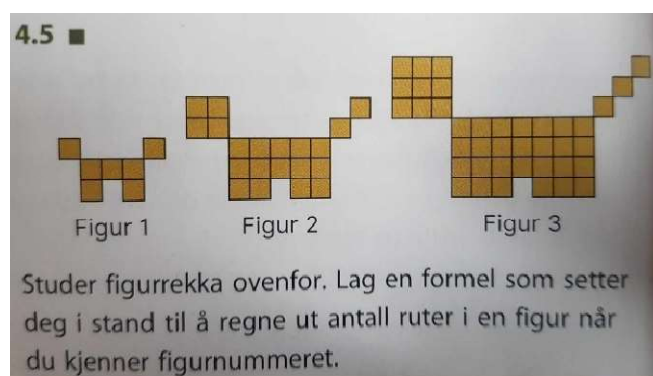 4.5
Figur 1
Figur 2
Figur 3
Studer figurrekka ovenfor. Lag en formel som setter
deg i stand til å regne ut antall ruter i en figur når
du kjenner figurnummeret.